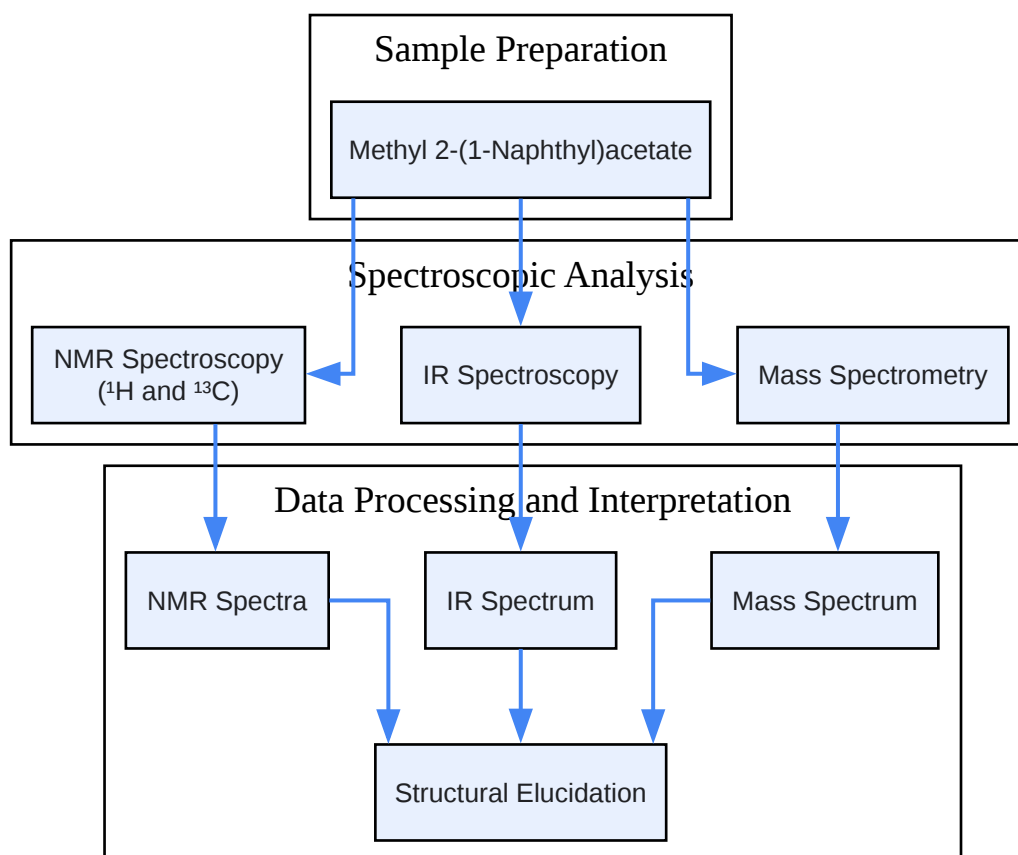 Sample Preparation
Methyl 2-(1-Naphthyl)acetate
Spectroscopic Analysis
NMR Spectroscopy
(¹H and ¹³C)
IR Spectroscopy
Mass Spectrometry
Data Processing and Interpretation
NMR Spectra
IR Spectrum
Mass Spectrum
Structural Elucidation